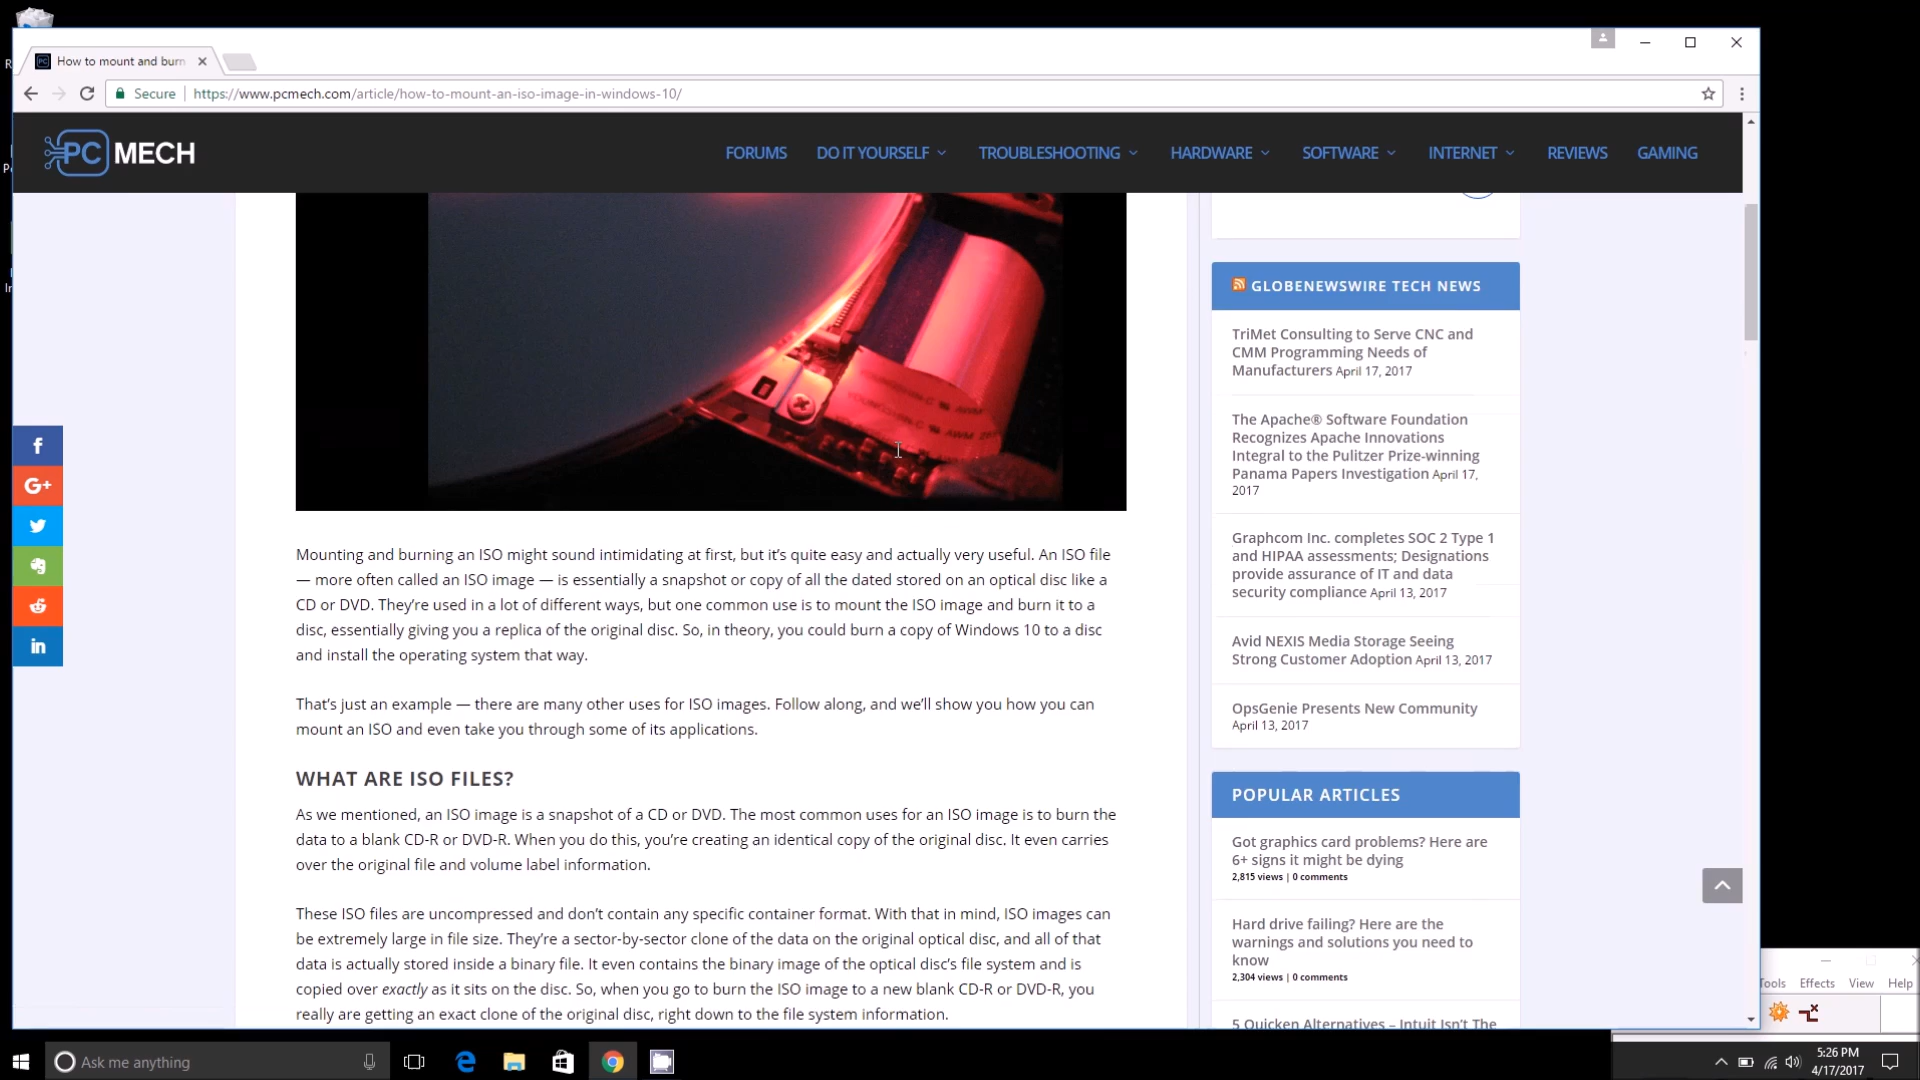 How to mount and burn
Secure
https://www.pcmech.com/article/how-to-mount-an-iso-image-in-windows-10/
PC MECH
FORUMS
DO IT YOURSELF
TROUBLESHOOTING
HARDWARE
SOFTWARE
INTERNET
REVIEWS
GAMING
Mounting and burning an ISO might sound intimidating at first, but it's quite easy and actually very useful. An ISO file
— more often called an ISO image — is essentially a snapshot or copy of all the dated stored on an optical disc like a
CD or DVD. They're used in a lot of different ways, but one common use is to mount the ISO image and burn it to a
disc, essentially giving you a replica of the original disc. So, in theory, you could burn a copy of Windows 10 to a disc
and install the operating system that way.
That's just an example — there are many other uses for ISO images. Follow along, and we'll show you how you can
mount an ISO and even take you through some of its applications.
WHAT ARE ISO FILES?
As we mentioned, an ISO image is a snapshot of a CD or DVD. The most common uses for an ISO image is to burn the
data to a blank CD-R or DVD-R. When you do this, you're creating an identical copy of the original disc. It even carries
over the original file and volume label information.
These ISO files are uncompressed and don't contain any specific container format. With that in mind, ISO images can
be extremely large in file size. They're a sector-by-sector clone of the data on the original optical disc, and all of that
data is actually stored inside a binary file. It even contains the binary image of the optical disc's file system and is
copied over exactly as it sits on the disc. So, when you go to burn the ISO image to a new blank CD-R or DVD-R, you
really are getting an exact clone of the original disc, right down to the file system information.
GLOBENEWSWIRE TECH NEWS
TriMet Consulting to Serve CNC and
CMM Programming Needs of
Manufacturers April 17, 2017
The Apache® Software Foundation
Recognizes Apache Innovations
Integral to the Pulitzer Prize-winning
Panama Papers Investigation April 17,
2017
Graphcom Inc. completes SOC 2 Type 1
and HIPAA assessments; Designations
provide assurance of IT and data
security compliance April 13, 2017
Avid NEXIS Media Storage Seeing
Strong Customer Adoption April 13, 2017
OpsGenie Presents New Community
April 13, 2017
POPULAR ARTICLES
Got graphics card problems? Here are
6+ signs it might be dying
2,815 views | 0 comments
Hard drive failing? Here are the
warnings and solutions you need to
know
2,304 views | 0 comments
5 Quicken Alternatives – Intuit Isn't The
f
G+
in
Tools
Effects
View
Help
Ask me anything
5:26 PM
4/17/2017